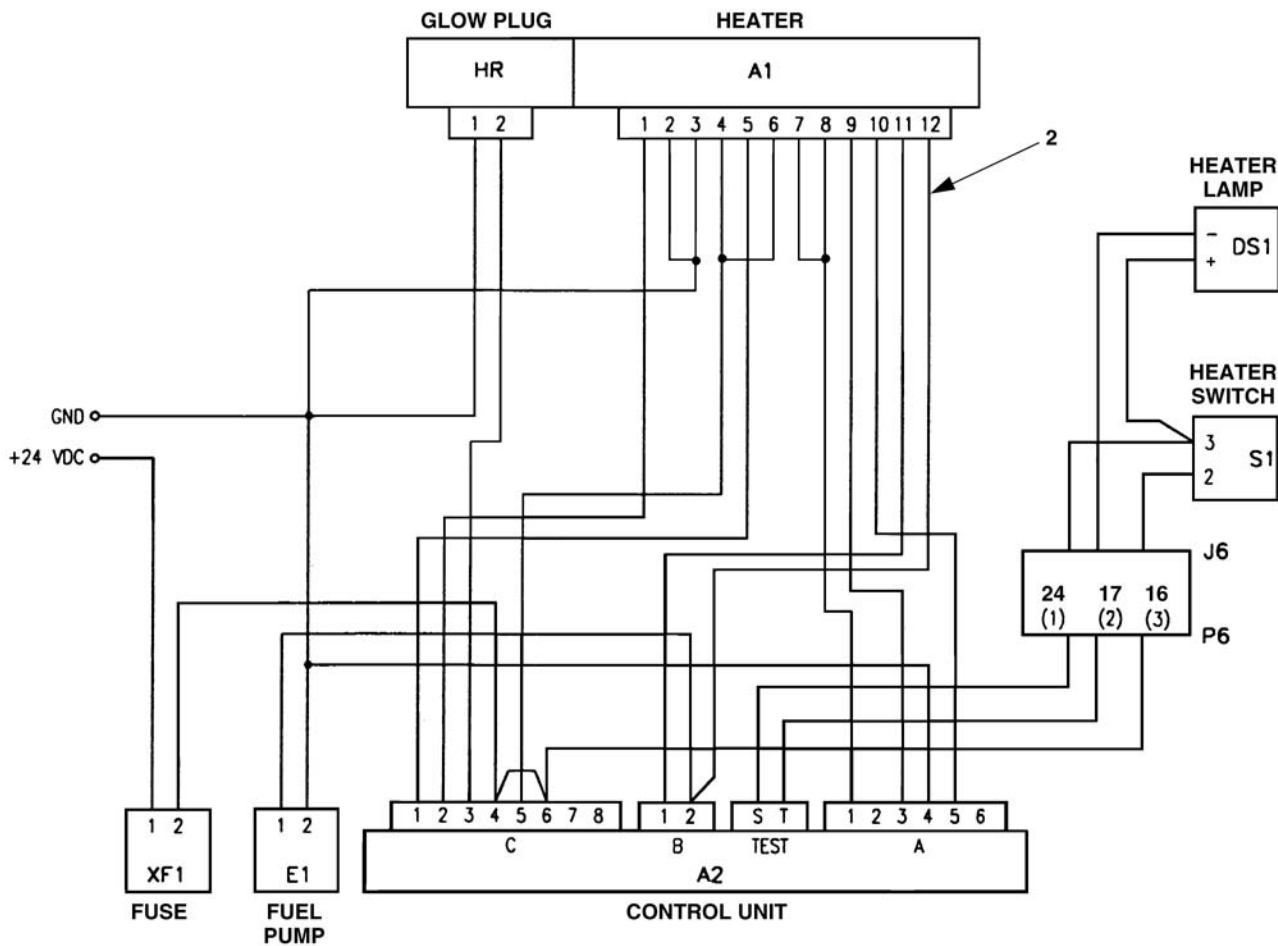 GLOW PLUG HEATER
HR A1
1 2 1 2 3 4 5 6 7 8 9 10 11 12
2
HEATER
LAMP
− DS1
+
HEATER
SWITCH
GND
3
+24 VDC
S1
2
J6
24 17 16
(1) (2) (3)
P6
1 2 1 2 1 2 3 4 5 6 7 8 1 2 S T 1 2 3 4 5 6
C B TEST A
XF1 E1 A2
FUSE FUEL
PUMP
CONTROL UNIT